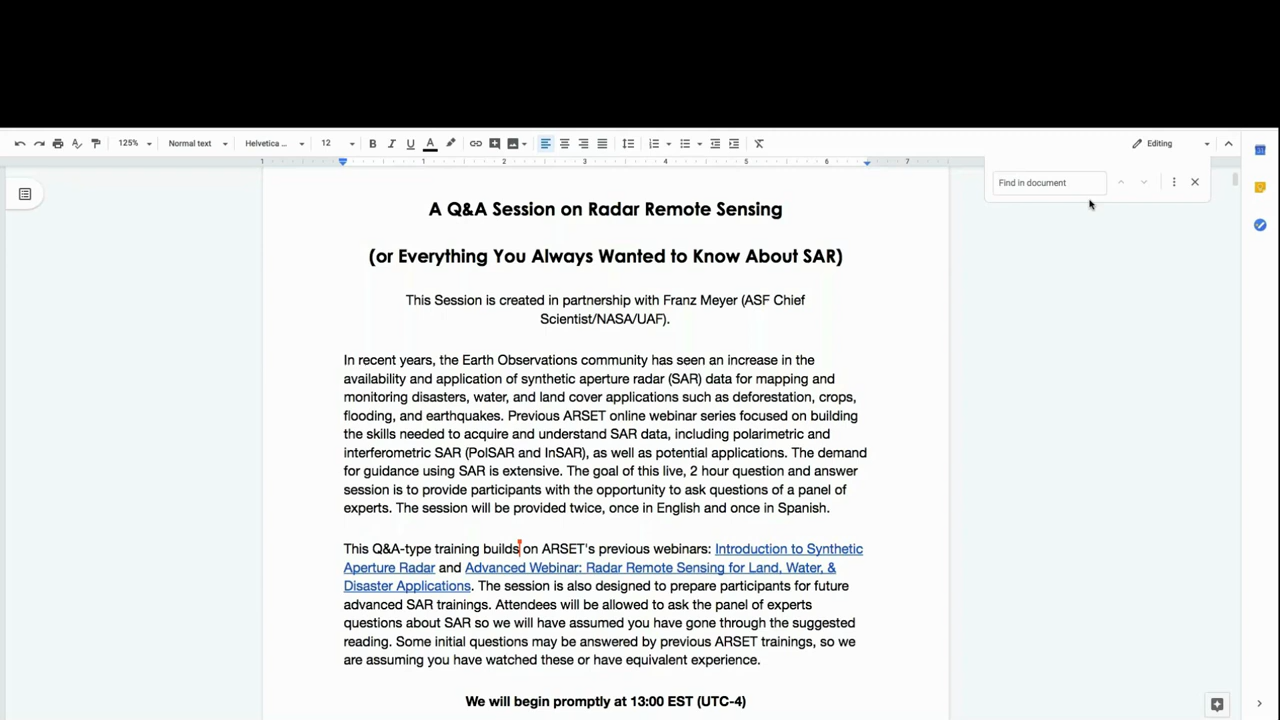 125% Normal text Helvetica ... 12 Editing
1 1 2 3 4 5 6 7
Find in document
A Q&A Session on Radar Remote Sensing
(or Everything You Always Wanted to Know About SAR)
This Session is created in partnership with Franz Meyer (ASF Chief
Scientist/NASA/UAF).
In recent years, the Earth Observations community has seen an increase in the
availability and application of synthetic aperture radar (SAR) data for mapping and
monitoring disasters, water, and land cover applications such as deforestation, crops,
flooding, and earthquakes. Previous ARSET online webinar series focused on building
the skills needed to acquire and understand SAR data, including polarimetric and
interferometric SAR (PolSAR and InSAR), as well as potential applications. The demand
for guidance using SAR is extensive. The goal of this live, 2 hour question and answer
session is to provide participants with the opportunity to ask questions of a panel of
experts. The session will be provided twice, once in English and once in Spanish.
This Q&A-type training builds on ARSET's previous webinars: Introduction to Synthetic
Aperture Radar and Advanced Webinar: Radar Remote Sensing for Land, Water, &
Disaster Applications. The session is also designed to prepare participants for future
advanced SAR trainings. Attendees will be allowed to ask the panel of experts
questions about SAR so we will have assumed you have gone through the suggested
reading. Some initial questions may be answered by previous ARSET trainings, so we
are assuming you have watched these or have equivalent experience.
We will begin promptly at 13:00 EST (UTC-4)